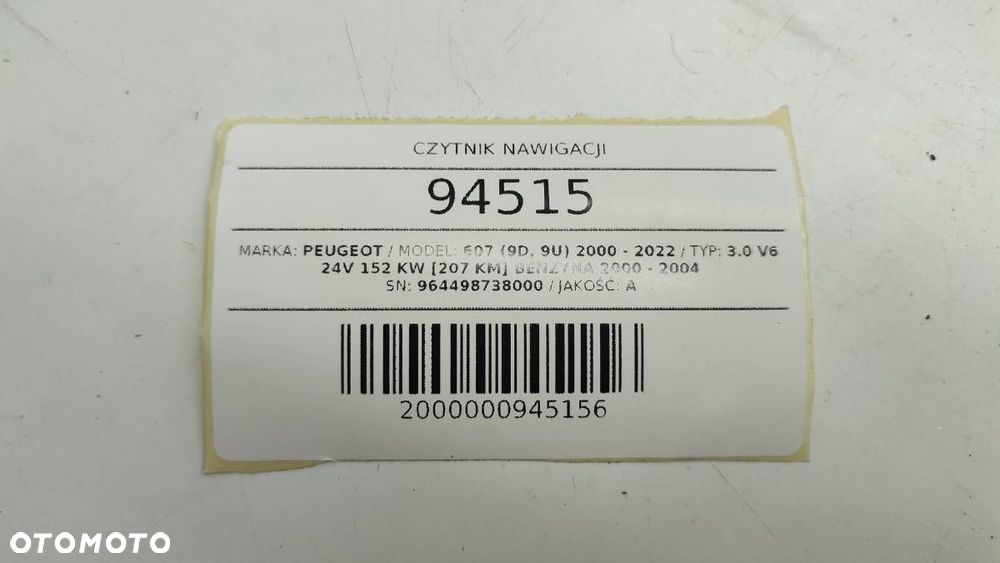 CZYTNIK NAWIGACJI
94515
MARKA: PEUGEOT / MODEL: 607 (9D, 9U) 2000 - 2022 / TYP: 3.0 V6
24V 152 KW [207 KM] BENZYNA 2000 - 2004
SN: 964498738000 / JAKOŚĆ: A
2000000945156
OTOMOTO